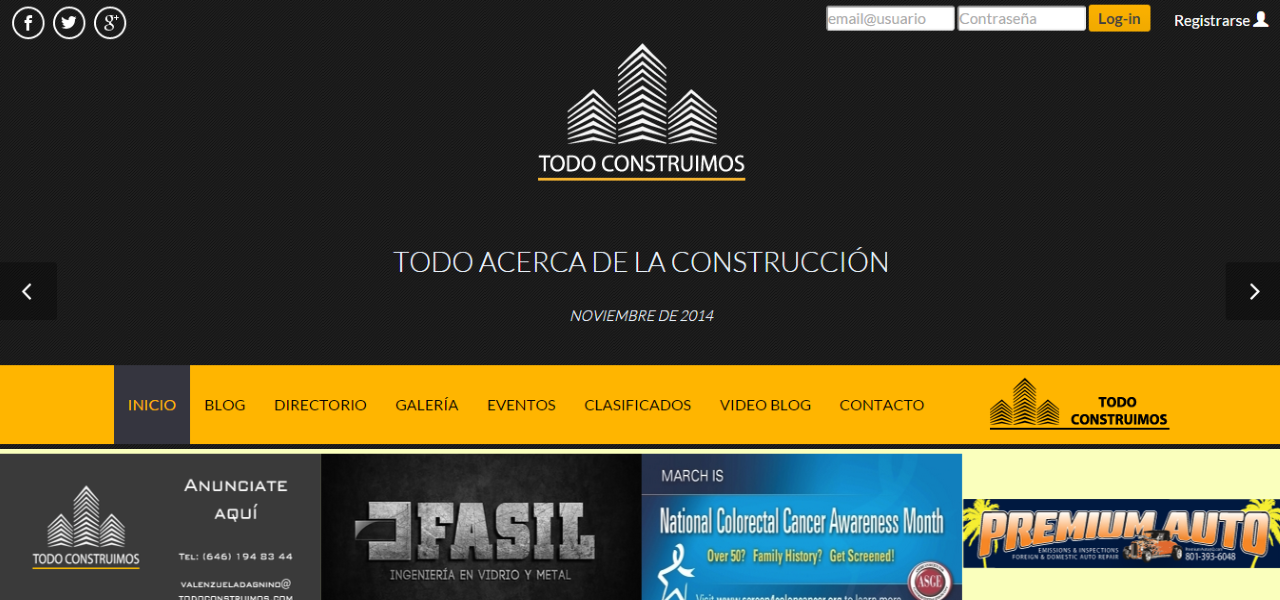 email@usuario Contraseña Log-in Registrarse
TODO CONSTRUIMOS
TODO ACERCA DE LA CONSTRUCCIÓN
NOVIEMBRE DE 2014
INICIO BLOG DIRECTORIO GALERÍA EVENTOS CLASIFICADOS VIDEO BLOG CONTACTO
TODO
CONSTRUIMOS
TODO CONSTRUIMOS
ANUNCIATE
AQUÍ
TEL: (646) 194 83 44
VALENZUELADAGNINO@
TODOCONSTRUIMOS.COM
FASIL
INGENIERÍA EN VIDRIO Y METAL
MARCH IS
National Colorectal Cancer Awareness Month
Over 50? Family History? Get Screened!
ASGE
Visit www.screen4coloncancer.org to learn more
PREMIUM AUTO
EMISSIONS & INSPECTIONS
FOREIGN & DOMESTIC AUTO REPAIR
801-393-6048